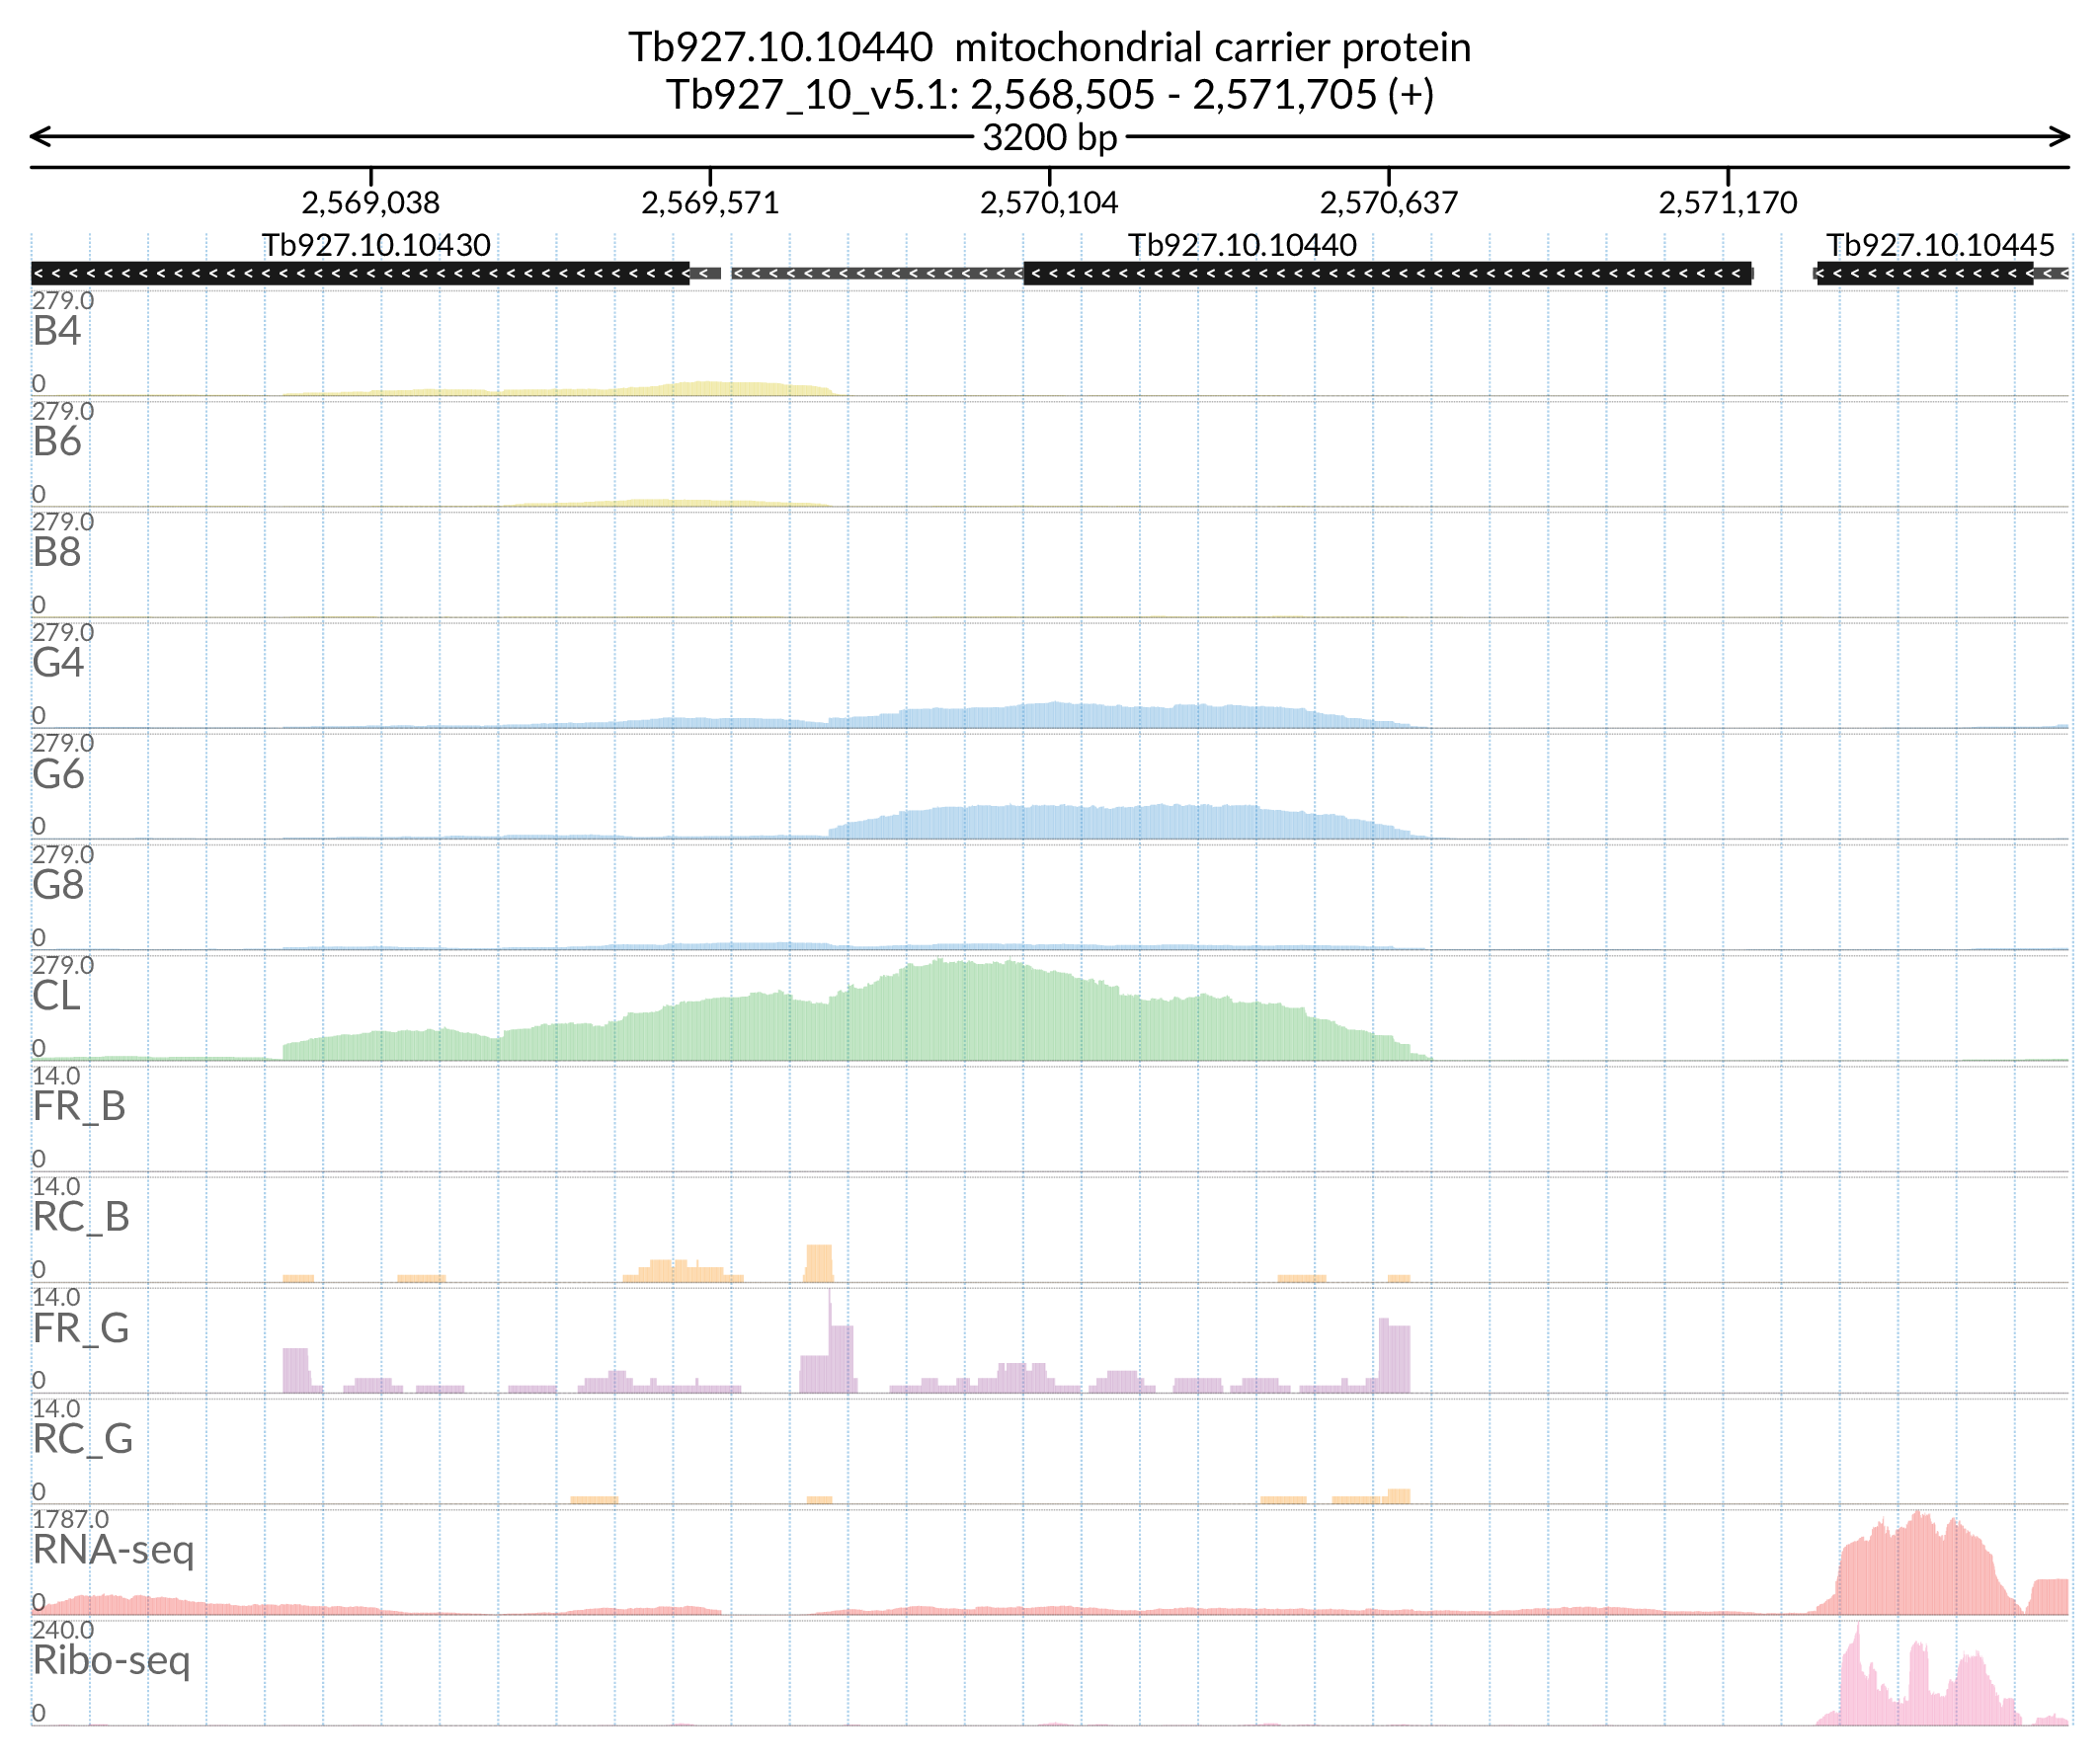 Tb927.10.10440  mitochondrial carrier protein
Tb927_10_v5.1: 2,568,505 - 2,571,705 (+)
3200 bp
2,569,038 2,569,571 2,570,104 2,570,637 2,571,170
Tb927.10.10430 Tb927.10.10440 Tb927.10.10445
279.0
B4
0
279.0
B6
0
279.0
B8
0
279.0
G4
0
279.0
G6
0
279.0
G8
0
279.0
CL
0
14.0
FR_B
0
14.0
RC_B
0
14.0
FR_G
0
14.0
RC_G
0
1787.0
RNA-seq
0
240.0
Ribo-seq
0